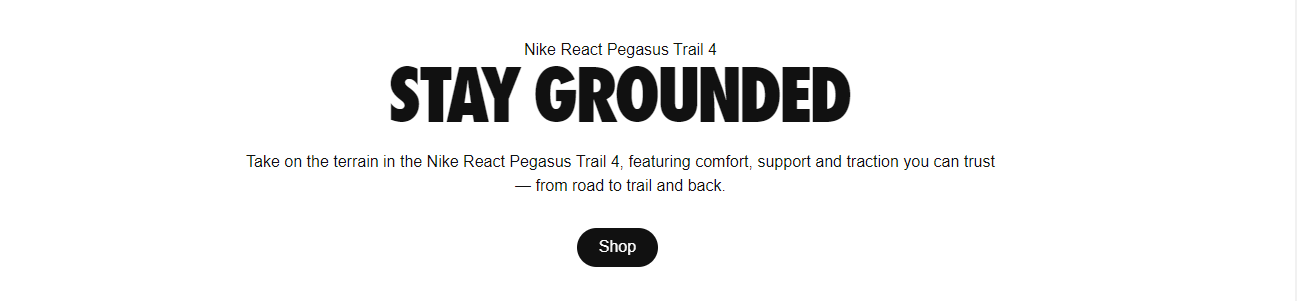 Nike React Pegasus Trail 4
STAY GROUNDED
Take on the terrain in the Nike React Pegasus Trail 4, featuring comfort, support and traction you can trust
— from road to trail and back.
Shop